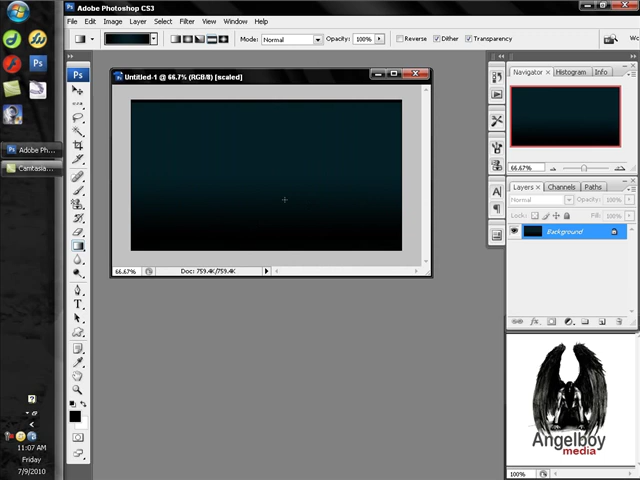 Adobe Photoshop CS3
File Edit Image Layer Select Filter View Window Help
Mode: Normal Opacity: 100% Reverse Dither Transparency
Ps Untitled-1 @ 66.7% (RGB/8) [scaled]
Navigator × Histogram Info
66.67%
Layers × Channels Paths
Normal Opacity: 100%
Lock: Fill: 100%
Background
66.67% Doc: 759.4K/759.4K
Ps
Ps Adobe Ph...
Camtasia...
A
T
Angelboy
media
100%
11:07 AM
Friday
7/9/2010